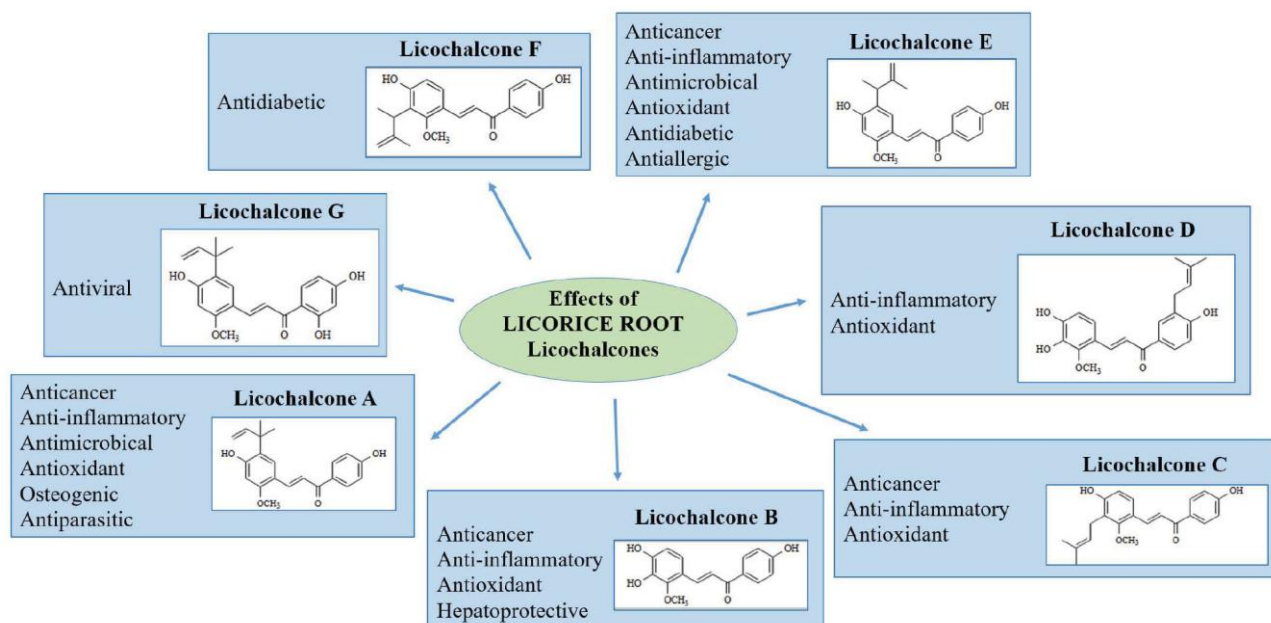 Licochalcone F
Antidiabetic
HO
OH
OCH₃
O
Anticancer
Anti-inflammatory
Antimicrobical
Antioxidant
Antidiabetic
Antiallergic
Licochalcone E
HO
OH
OCH₃
O
Licochalcone G
Antiviral
HO
OH
OCH₃
O
OH
Effects of
LICORICE ROOT
Licochalcones
Licochalcone D
Anti-inflammatory
Antioxidant
HO
OH
HO
OCH₃
O
Anticancer
Anti-inflammatory
Antimicrobical
Antioxidant
Osteogenic
Antiparasitic
Licochalcone A
HO
OH
OCH₃
O
Licochalcone B
Anticancer
Anti-inflammatory
Antioxidant
Hepatoprotective
HO
OH
HO
OCH₃
O
Licochalcone C
Anticancer
Anti-inflammatory
Antioxidant
HO
OH
OCH₃
O